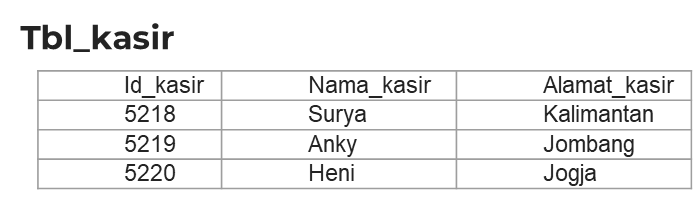 Tbl_kasir
Id_kasir Nama_kasir Alamat_kasir
5218 Surya Kalimantan
5219 Anky Jombang
5220 Heni Jogja